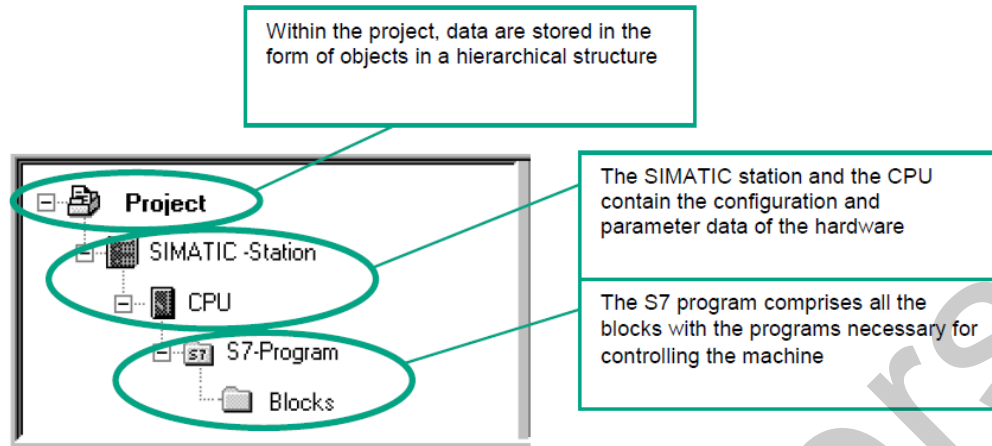 Within the project, data are stored in the
form of objects in a hierarchical structure
Project
SIMATIC -Station
CPU
S7-Program
Blocks
The SIMATIC station and the CPU
contain the configuration and
parameter data of the hardware
The S7 program comprises all the
blocks with the programs necessary for
controlling the machine
S7